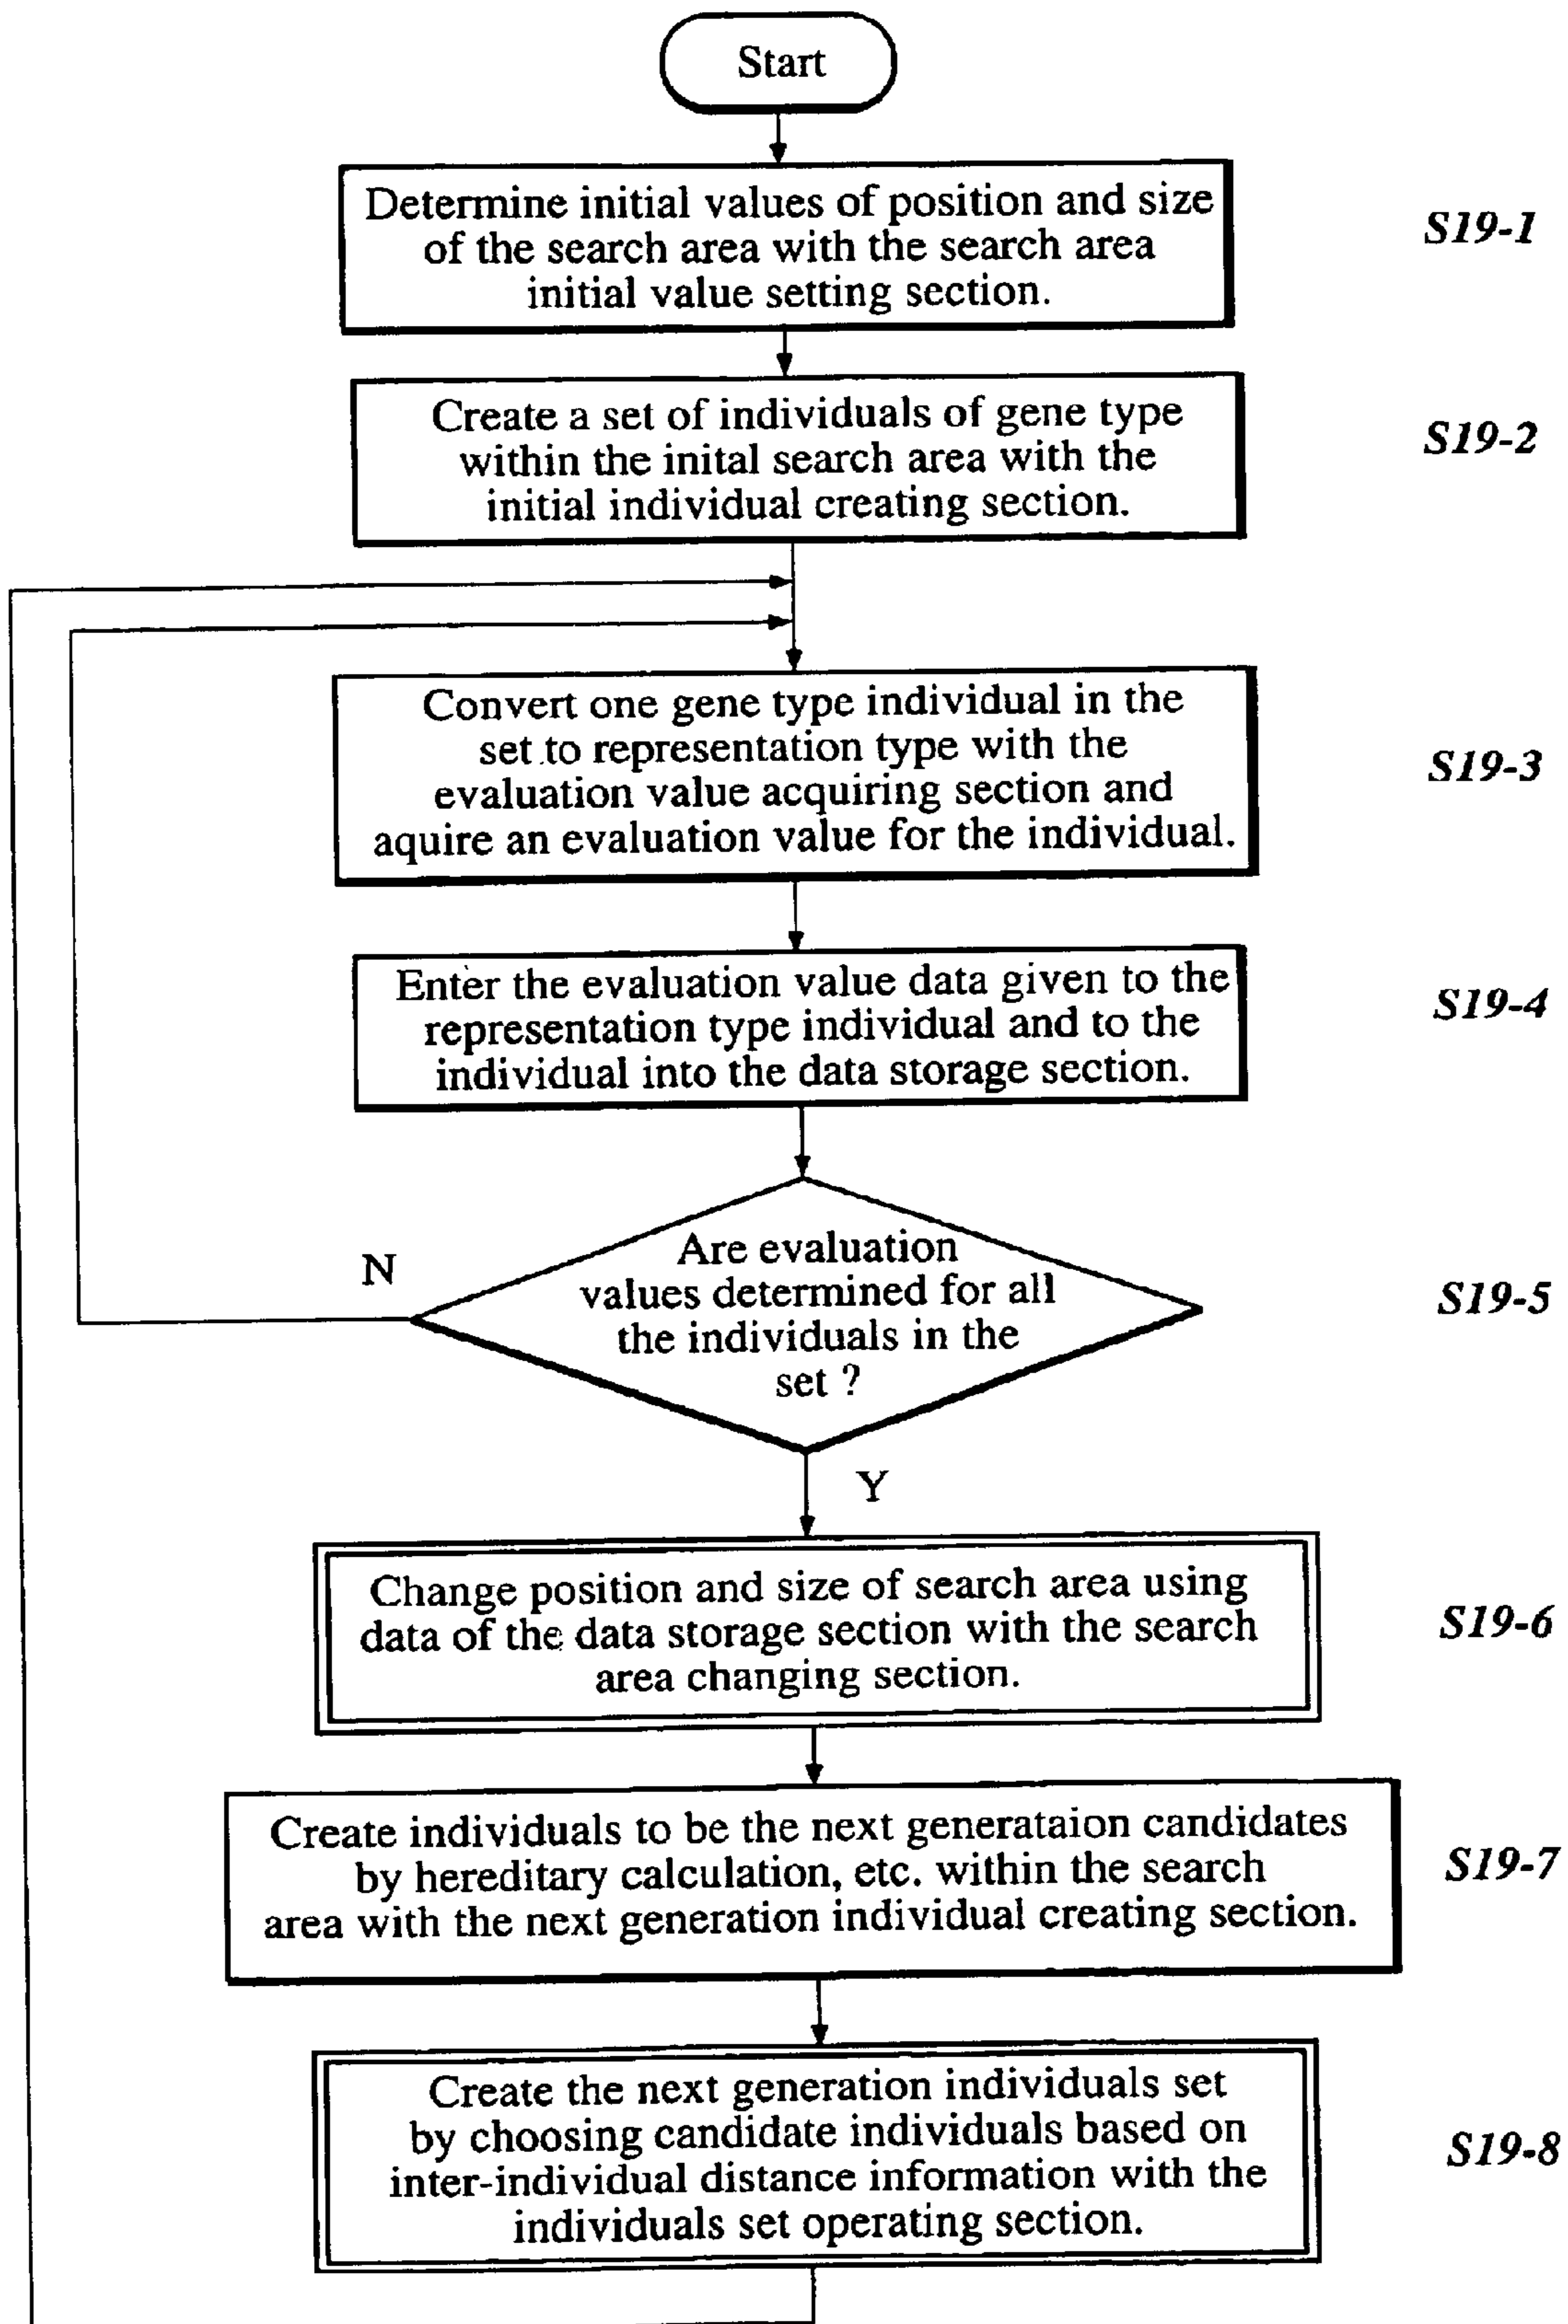 Start
Determine initial values of position and size
of the search area with the search area
initial value setting section.
S19-1
Create a set of individuals of gene type
within the inital search area with the
initial individual creating section.
S19-2
Convert one gene type individual in the
set to representation type with the
evaluation value acquiring section and
aquire an evaluation value for the individual.
S19-3
Enter the evaluation value data given to the
representation type individual and to the
individual into the data storage section.
S19-4
N
Are evaluation
values determined for all
the individuals in the
set ?
S19-5
Y
Change position and size of search area using
data of the data storage section with the search
area changing section.
S19-6
Create individuals to be the next generataion candidates
by hereditary calculation, etc. within the search
area with the next generation individual creating section.
S19-7
Create the next generation individuals set
by choosing candidate individuals based on
inter-individual distance information with the
individuals set operating section.
S19-8